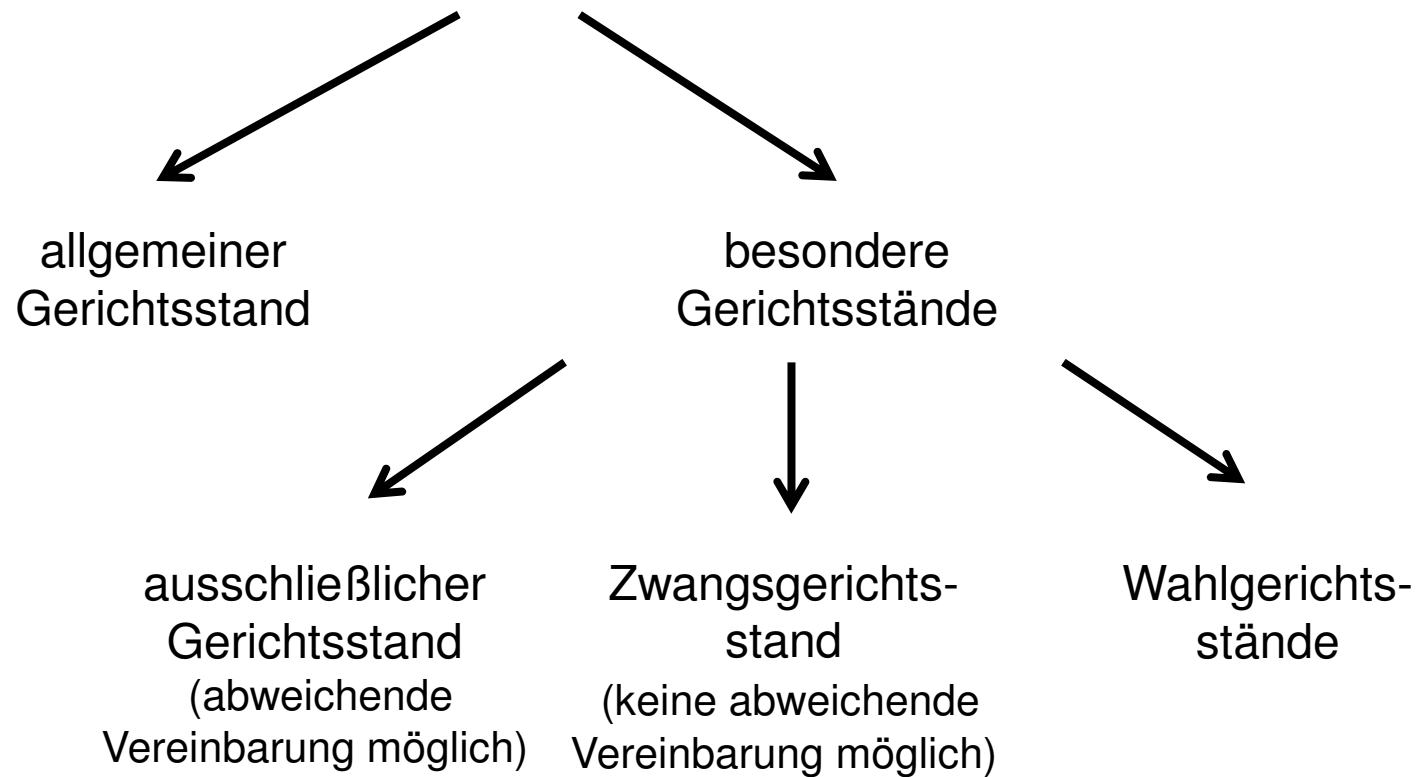 allgemeiner
Gerichtsstand
besondere
Gerichtsstände
ausschließlicher
Gerichtsstand
(abweichende
Vereinbarung möglich)
Zwangsgerichts-
stand
(keine abweichende
Vereinbarung möglich)
Wahlgerichts-
stände